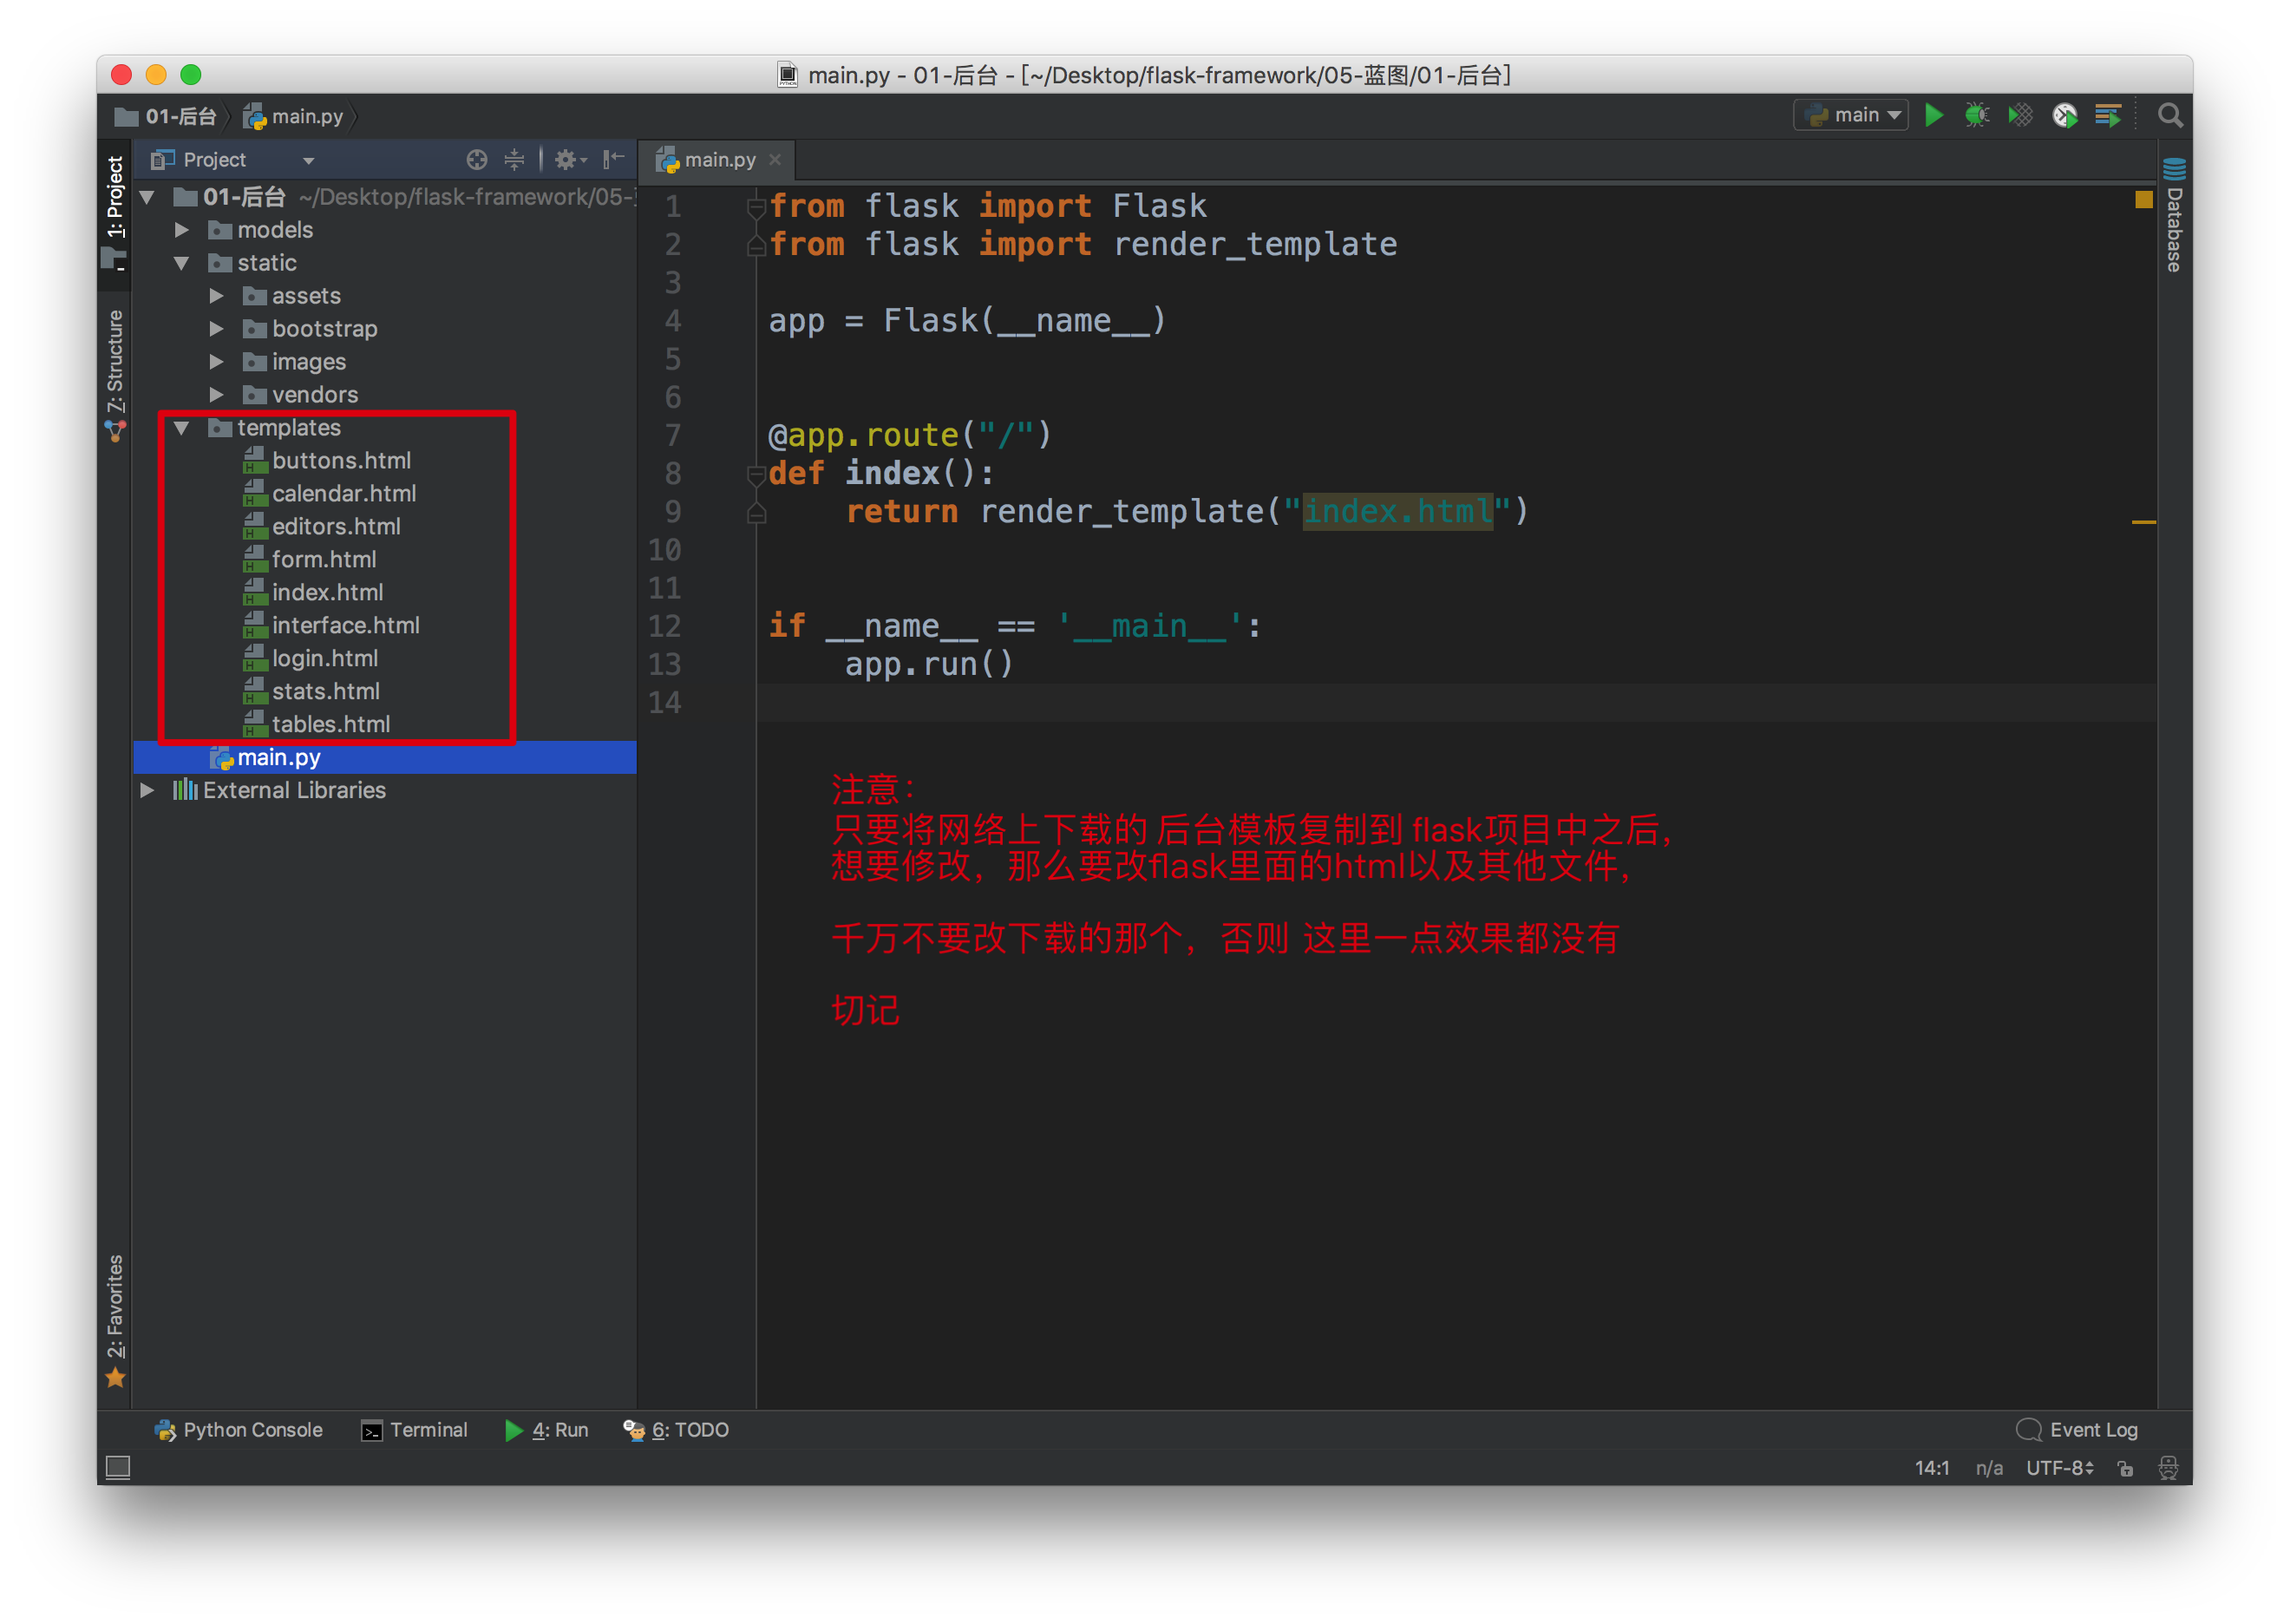 main.py - 01-后台 - [~/Desktop/flask-framework/05-蓝图/01-后台]
01-后台
main.py
main
1: Project
Project
main.py
01-后台 ~/Desktop/flask-framework/05-
models
static
assets
bootstrap
images
vendors
templates
buttons.html
calendar.html
editors.html
form.html
index.html
interface.html
login.html
stats.html
tables.html
main.py
External Libraries
7: Structure
2: Favorites
1 from flask import Flask
2 from flask import render_template
3
4 app = Flask(__name__)
5
6
7 @app.route("/")
8 def index():
9     return render_template("index.html")
10
11
12 if __name__ == '__main__':
13     app.run()
14
注意：
只要将网络上下载的 后台模板复制到 flask项目中之后，
想要修改，那么要改flask里面的html以及其他文件，
千万不要改下载的那个，否则 这里一点效果都没有
切记
Database
Python Console
Terminal
4: Run
6: TODO
Event Log
14:1 n/a UTF-8